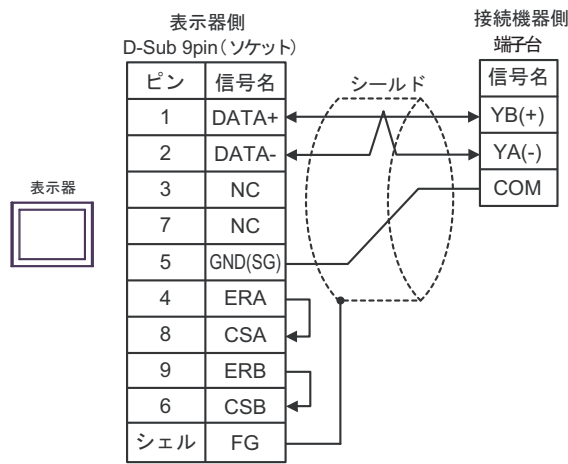 表示器側
D-Sub 9pin(ソケット)
接続機器側
端子台
ピン 信号名
シールド
信号名
1 DATA+
YB(+)
2 DATA-
YA(-)
3 NC
COM
表示器
7 NC
5 GND(SG)
4 ERA
8 CSA
9 ERB
6 CSB
シェル FG